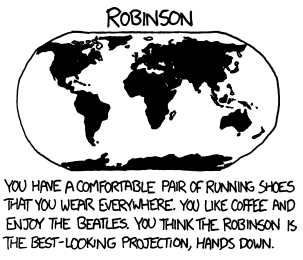 ROBINSON
YOU HAVE A COMFORTABLE PAIR OF RUNNING SHOES
THAT YOU WEAR EVERYWHERE. YOU LIKE COFFEE AND
ENJOY THE BEATLES. YOU THINK THE ROBINSON IS
THE BEST-LOOKING PROJECTION, HANDS DOWN.